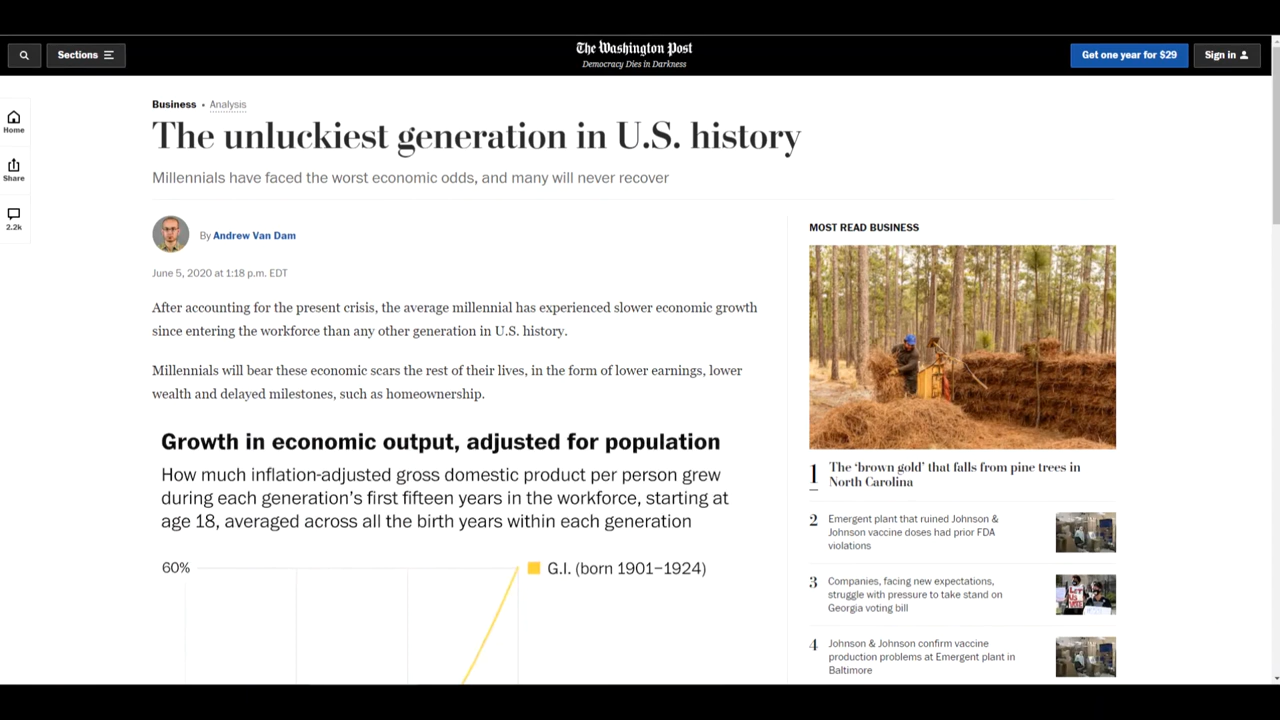 Sections
The Washington Post
Democracy Dies in Darkness
Get one year for $29
Sign in
Home
Share
2.2k
Business • Analysis
The unluckiest generation in U.S. history
Millennials have faced the worst economic odds, and many will never recover
By Andrew Van Dam
June 5, 2020 at 1:18 p.m. EDT
After accounting for the present crisis, the average millennial has experienced slower economic growth
since entering the workforce than any other generation in U.S. history.
Millennials will bear these economic scars the rest of their lives, in the form of lower earnings, lower
wealth and delayed milestones, such as homeownership.
Growth in economic output, adjusted for population
How much inflation-adjusted gross domestic product per person grew
during each generation's first fifteen years in the workforce, starting at
age 18, averaged across all the birth years within each generation
60%
G.I. (born 1901–1924)
MOST READ BUSINESS
1 The ‘brown gold’ that falls from pine trees in
North Carolina
2 Emergent plant that ruined Johnson &
Johnson vaccine doses had prior FDA
violations
3 Companies, facing new expectations,
struggle with pressure to take stand on
Georgia voting bill
4 Johnson & Johnson confirm vaccine
production problems at Emergent plant in
Baltimore